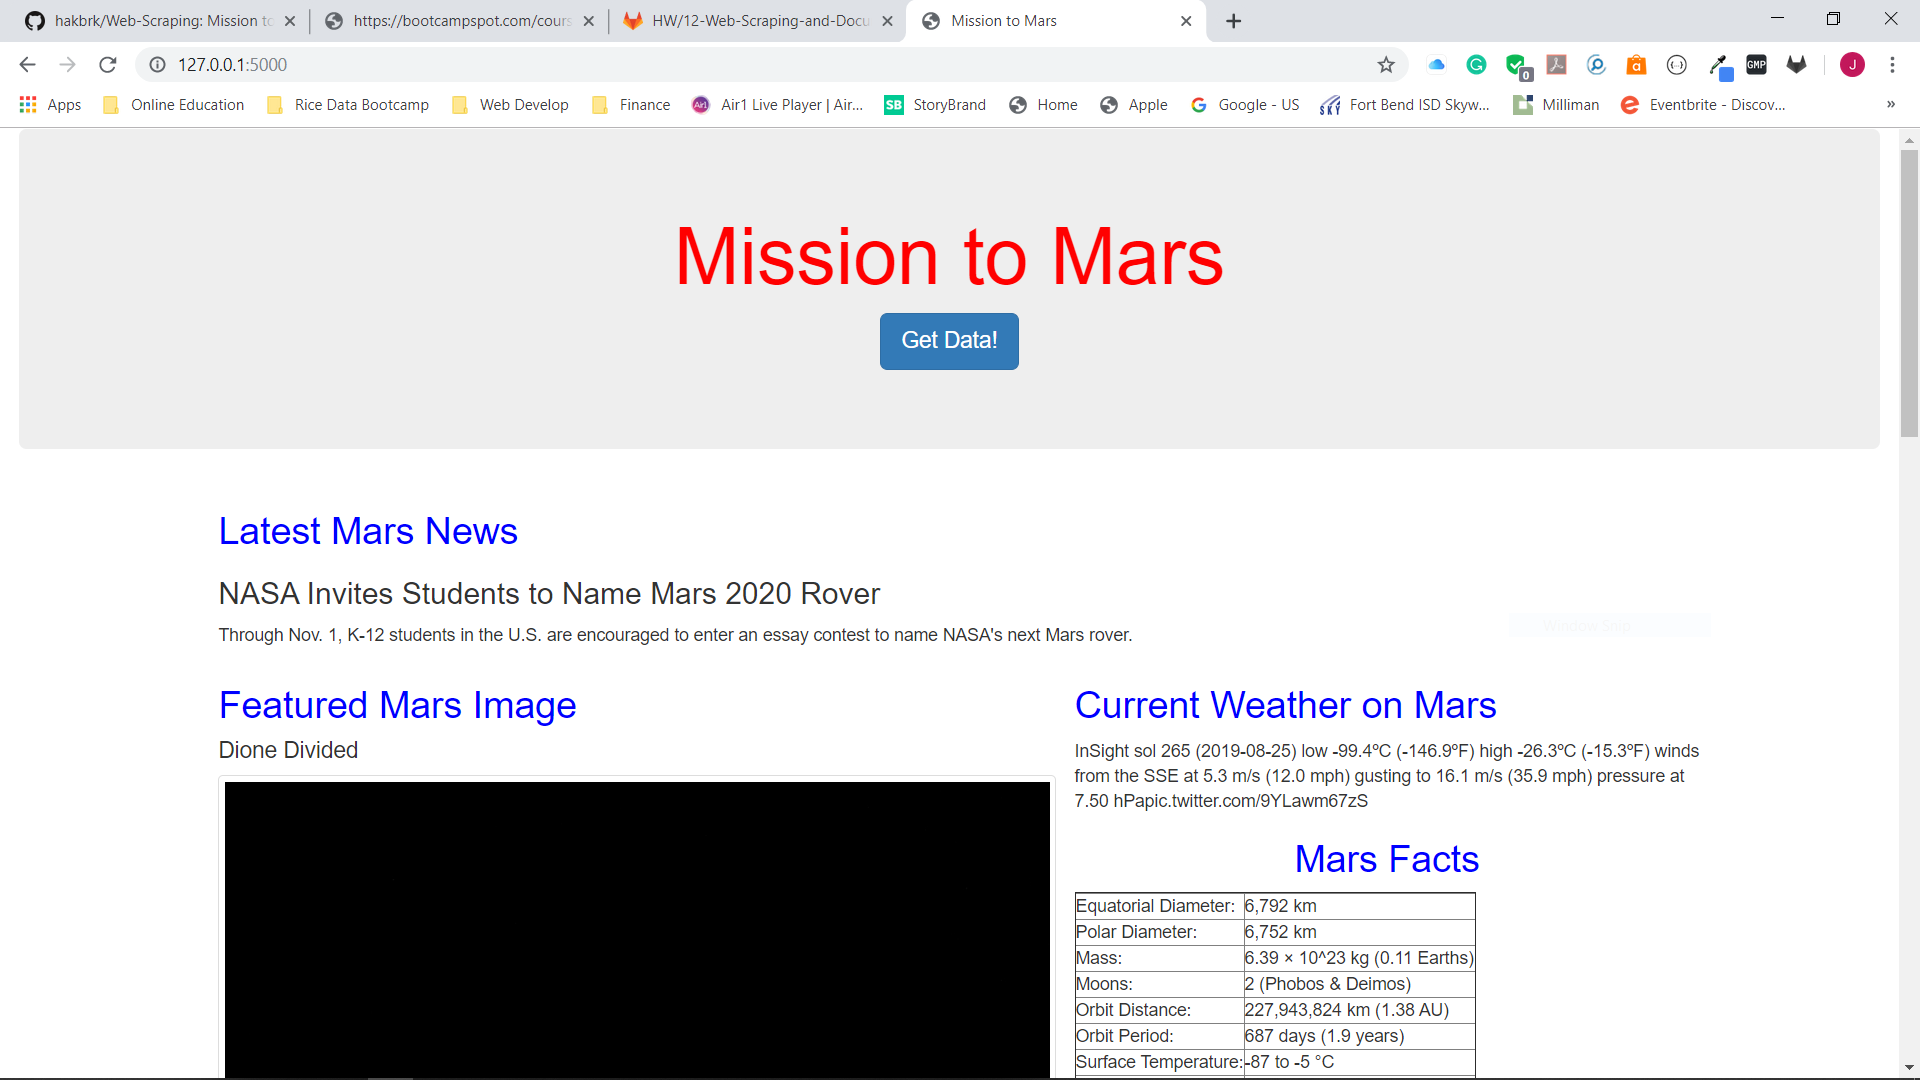 hakbrk/Web-Scraping: Mission to
https://bootcampspot.com/cours
HW/12-Web-Scraping-and-Docu
Mission to Mars
127.0.0.1:5000
0
GMP
J
Apps
Online Education
Rice Data Bootcamp
Web Develop
Finance
Air1
Air1 Live Player | Air...
SB
StoryBrand
Home
Apple
Google - US
Fort Bend ISD Skyw...
Milliman
Eventbrite - Discov...
»
Mission to Mars
Get Data!
Latest Mars News
NASA Invites Students to Name Mars 2020 Rover
Through Nov. 1, K-12 students in the U.S. are encouraged to enter an essay contest to name NASA's next Mars rover.
Window Snip
Featured Mars Image
Dione Divided
Current Weather on Mars
InSight sol 265 (2019-08-25) low -99.4ºC (-146.9ºF) high -26.3ºC (-15.3ºF) winds
from the SSE at 5.3 m/s (12.0 mph) gusting to 16.1 m/s (35.9 mph) pressure at
7.50 hPapic.twitter.com/9YLawm67zS
Mars Facts
Equatorial Diameter: 6,792 km
Polar Diameter: 6,752 km
Mass: 6.39 × 10^23 kg (0.11 Earths)
Moons: 2 (Phobos & Deimos)
Orbit Distance: 227,943,824 km (1.38 AU)
Orbit Period: 687 days (1.9 years)
Surface Temperature: -87 to -5 °C